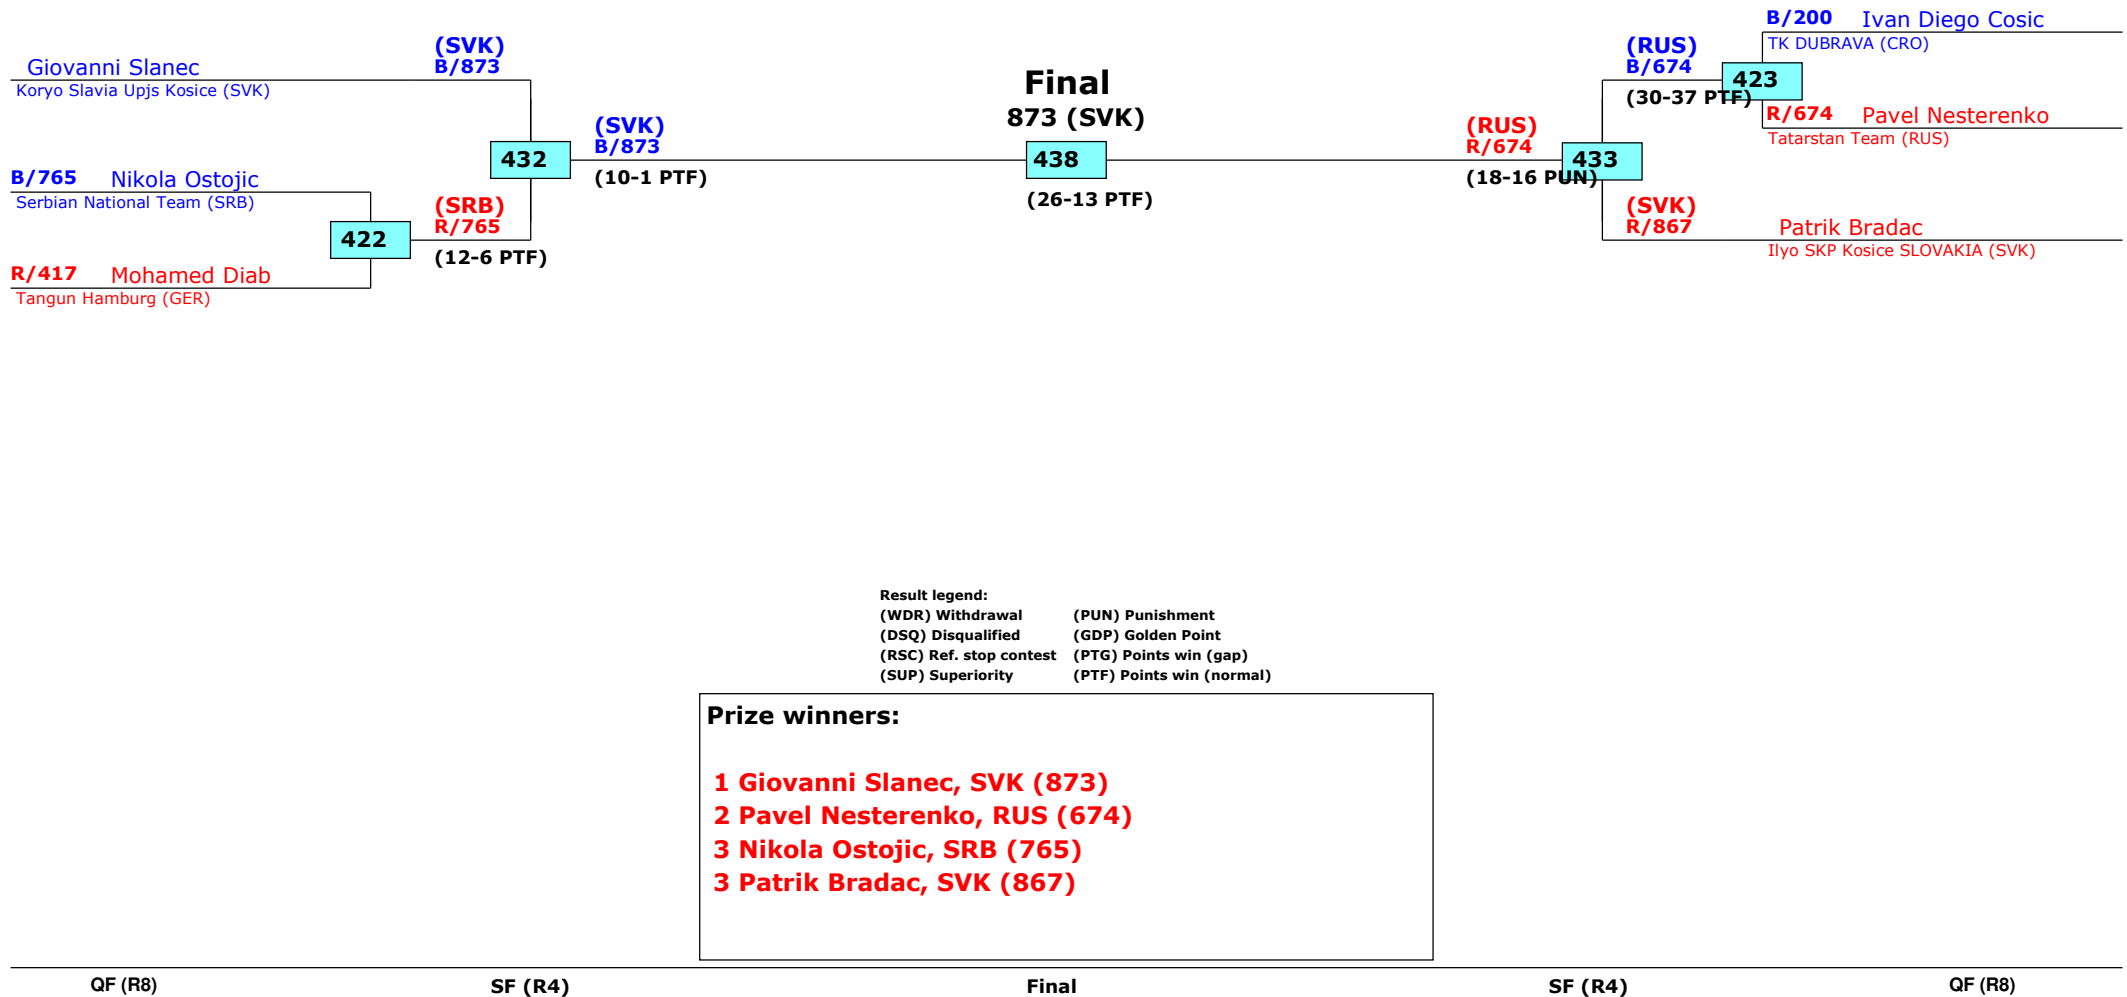 B/200 Ivan Diego Cosic
TK DUBRAVA (CRO)
(SVK)
B/873
Giovanni Slanec
Koryo Slavia Upjs Kosice (SVK)
Final
873 (SVK)
(RUS)
B/674
423
(30-37 PTF)
R/674 Pavel Nesterenko
Tatarstan Team (RUS)
(SVK)
B/873
432
(10-1 PTF)
438
(26-13 PTF)
(RUS)
R/674
433
(18-16 PUN)
B/765 Nikola Ostojic
Serbian National Team (SRB)
(SRB)
R/765
422
(12-6 PTF)
(SVK)
R/867
Patrik Bradac
Ilyo SKP Kosice SLOVAKIA (SVK)
R/417 Mohamed Diab
Tangun Hamburg (GER)
Result legend:
(WDR) Withdrawal (PUN) Punishment
(DSQ) Disqualified (GDP) Golden Point
(RSC) Ref. stop contest (PTG) Points win (gap)
(SUP) Superiority (PTF) Points win (normal)
Prize winners:
1 Giovanni Slanec, SVK (873)
2 Pavel Nesterenko, RUS (674)
3 Nikola Ostojic, SRB (765)
3 Patrik Bradac, SVK (867)
QF (R8) SF (R4) Final SF (R4) QF (R8)